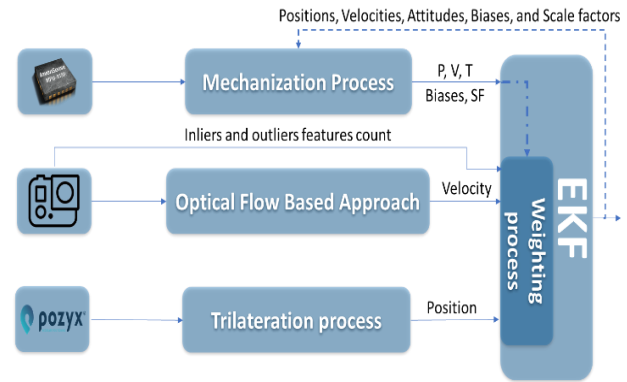 Positions, Velocities, Attitudes, Biases, and Scale factors
Mechanization Process
P, V, T
Biases, SF
Inliers and outliers features count
Optical Flow Based Approach
Velocity
EKF
Weighting
process
pozyx
Trilateration process
Position